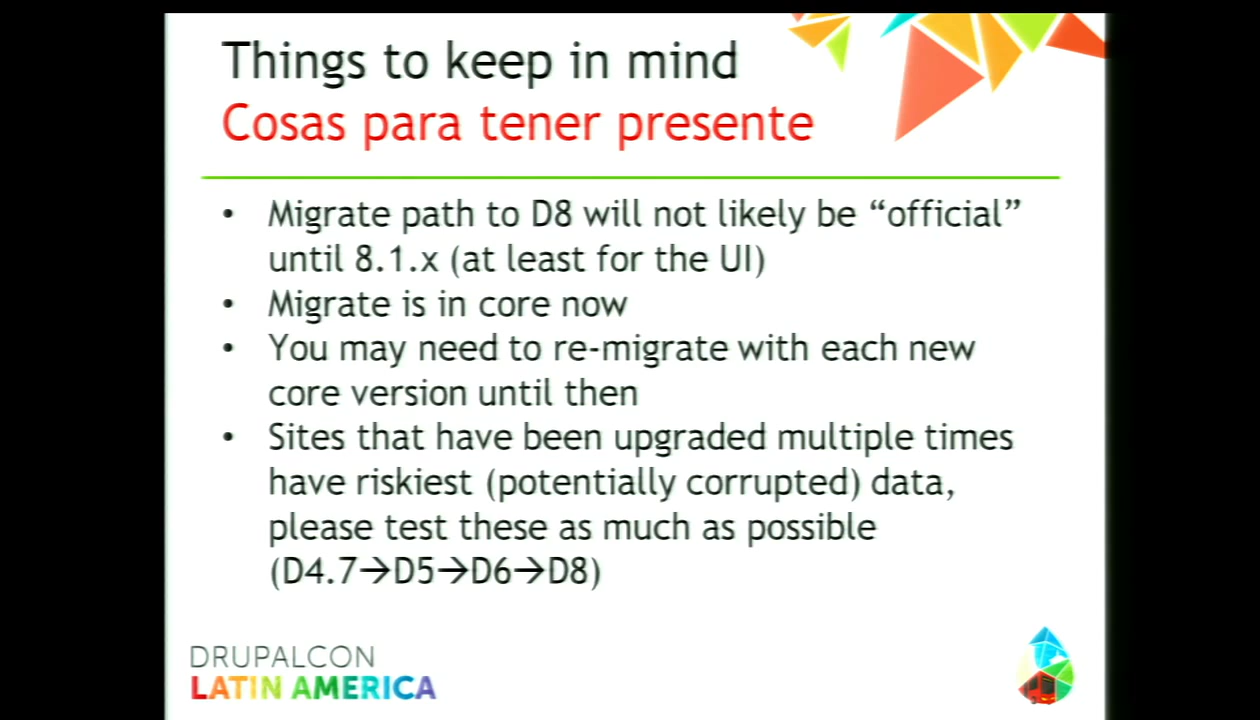 Things to keep in mind
Cosas para tener presente
• Migrate path to D8 will not likely be “official”
until 8.1.x (at least for the UI)
• Migrate is in core now
• You may need to re-migrate with each new
core version until then
• Sites that have been upgraded multiple times
have riskiest (potentially corrupted) data,
please test these as much as possible
(D4.7→D5→D6→D8)
DRUPALCON
LATIN AMERICA